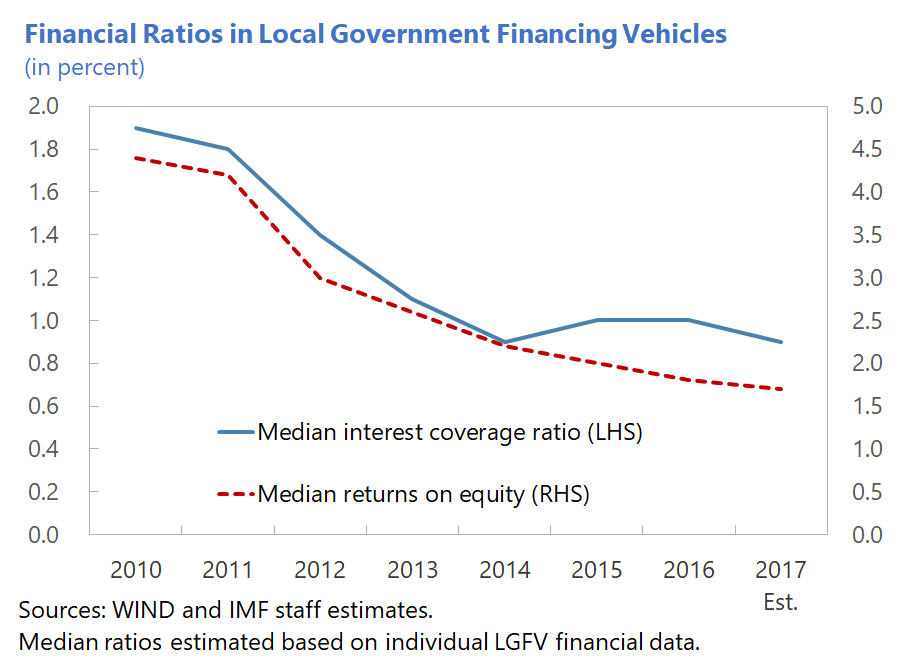 Financial Ratios in Local Government Financing Vehicles
(in percent)
2.0
1.8
1.6
1.4
1.2
1.0
0.8
0.6
0.4
0.2
0.0
5.0
4.5
4.0
3.5
3.0
2.5
2.0
1.5
1.0
0.5
0.0
Median interest coverage ratio (LHS)
Median returns on equity (RHS)
2010 2011 2012 2013 2014 2015 2016 2017
Est.
Sources: WIND and IMF staff estimates.
Median ratios estimated based on individual LGFV financial data.